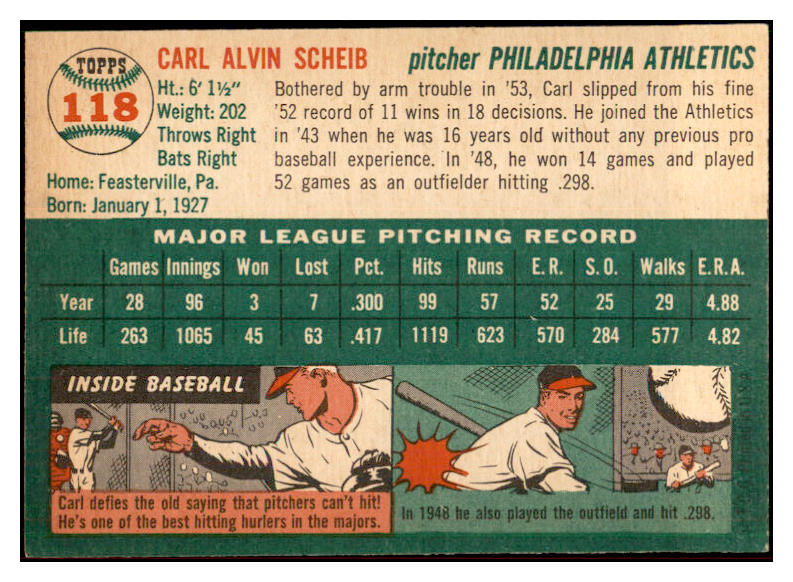 TOPPS
118
CARL ALVIN SCHEIB pitcher PHILADELPHIA ATHLETICS
Ht.: 6' 1½"
Weight: 202
Throws Right
Bats Right
Home: Feasterville, Pa.
Born: January 1, 1927
Bothered by arm trouble in '53, Carl slipped from his fine
'52 record of 11 wins in 18 decisions. He joined the Athletics
in '43 when he was 16 years old without any previous pro
baseball experience. In '48, he won 14 games and played
52 games as an outfielder hitting .298.
MAJOR LEAGUE PITCHING RECORD
Games Innings Won Lost Pct. Hits Runs E.R. S.O. Walks E.R.A.
Year 28 96 3 7 .300 99 57 52 25 29 4.88
Life 263 1065 45 63 .417 1119 623 570 284 577 4.82
INSIDE BASEBALL
Carl defies the old saying that pitchers can't hit!
He's one of the best hitting hurlers in the majors.
In 1948 he also played the outfield and hit .298.